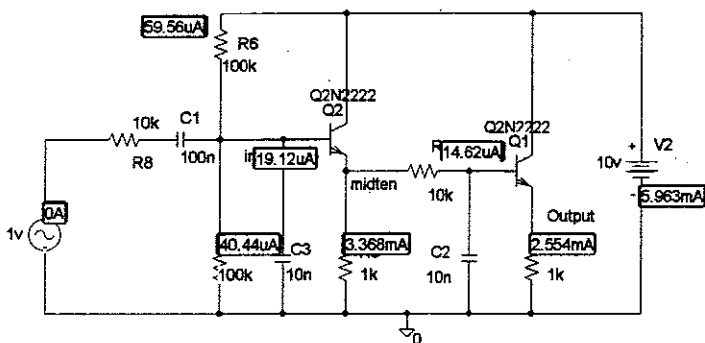 59.56uA
R6
100k
Q2N2222
Q2
Q2N2222
Q1
10k
C1
R8
100n
in
19.12uA
R
14.62uA
10k
midten
V2
+
10v
-
5.963mA
0A
1v
Output
40.44uA
100k
C3
10n
3.368mA
1k
C2
10n
2.554mA
1k
0